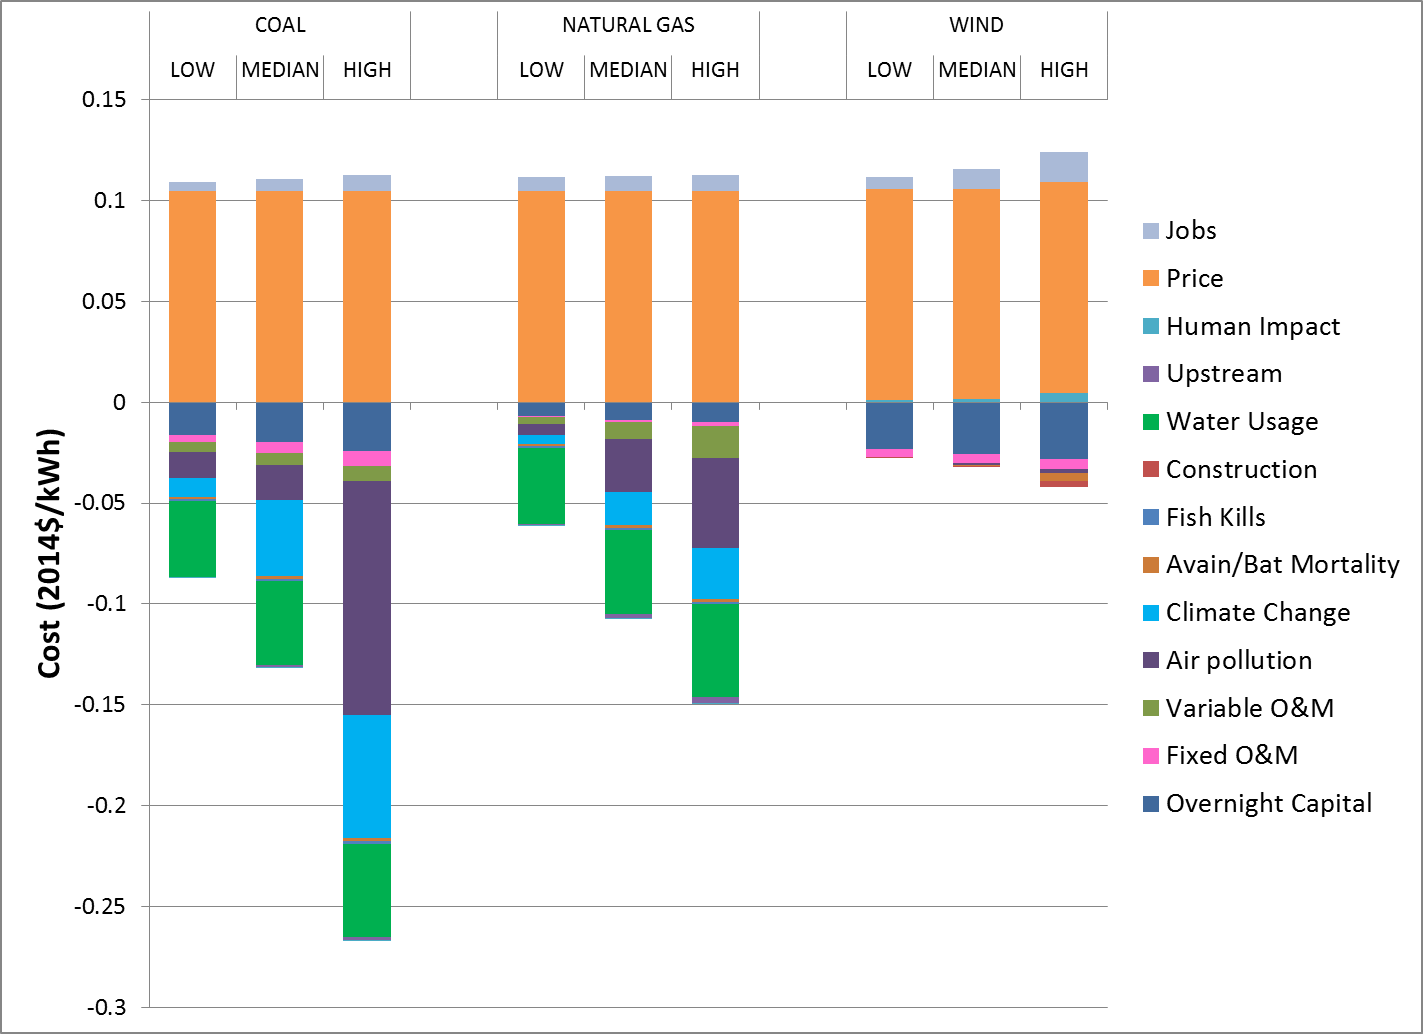 COAL NATURAL GAS WIND
LOW MEDIAN HIGH LOW MEDIAN HIGH LOW MEDIAN HIGH
0.15
0.1
0.05
0
-0.05
-0.1
-0.15
-0.2
-0.25
-0.3
Cost (2014$/kWh)
Jobs
Price
Human Impact
Upstream
Water Usage
Construction
Fish Kills
Avain/Bat Mortality
Climate Change
Air pollution
Variable O&M
Fixed O&M
Overnight Capital